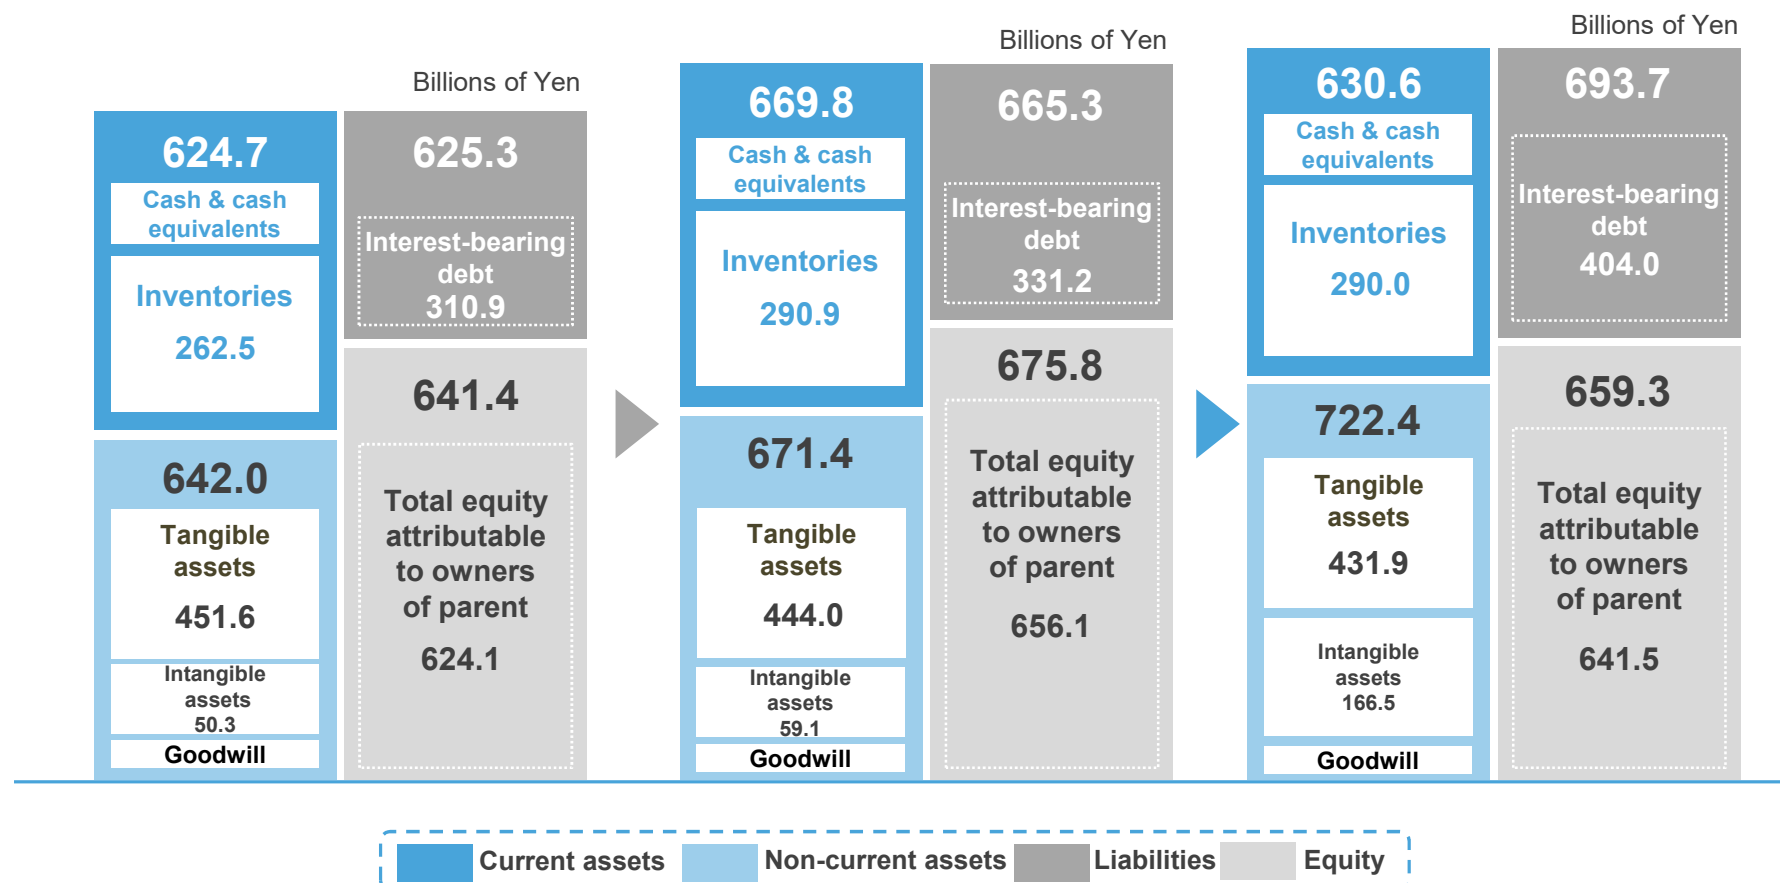 Billions of Yen
624.7
Cash & cash
equivalents
Inventories
262.5
642.0
Tangible
assets
451.6
Intangible
assets
50.3
Goodwill
625.3
Interest-bearing
debt
310.9
641.4
Total equity
attributable
to owners
of parent
624.1
Billions of Yen
669.8
Cash & cash
equivalents
Inventories
290.9
671.4
Tangible
assets
444.0
Intangible
assets
59.1
Goodwill
665.3
Interest-bearing
debt
331.2
675.8
Total equity
attributable
to owners
of parent
656.1
Billions of Yen
630.6
Cash & cash
equivalents
Inventories
290.0
722.4
Tangible
assets
431.9
Intangible
assets
166.5
Goodwill
693.7
Interest-bearing
debt
404.0
659.3
Total equity
attributable
to owners
of parent
641.5
Current assets
Non-current assets
Liabilities
Equity